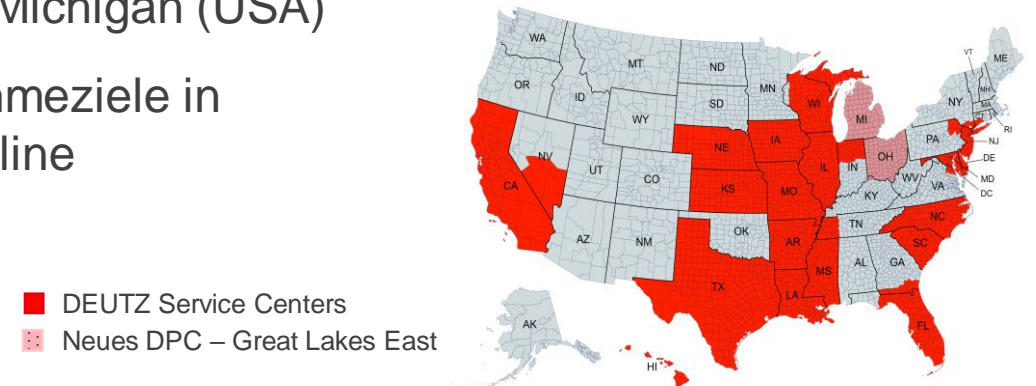 Michigan (USA)
meziele in
line
DEUTZ Service Centers
Neues DPC – Great Lakes East
WA
MT
ND
MN
VT
ME
OR
ID
SD
WI
MI
NY
NH
MA
CT
RI
WY
IA
NE
PA
NJ
NV
UT
IL
IN
OH
DE
MD
DC
CO
CA
KS
MO
WV
VA
KY
AZ
NM
OK
AR
TN
NC
SC
TX
MS
AL
GA
LA
AK
FL
HI